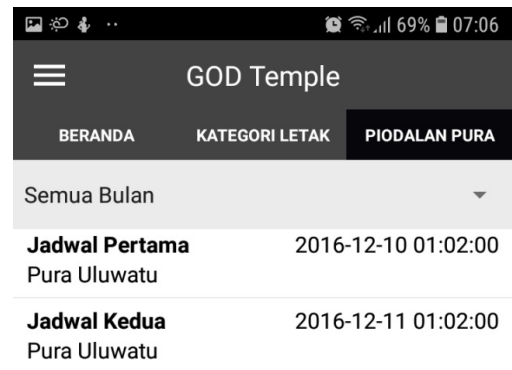 69% 07:06
GOD Temple
BERANDA KATEGORI LETAK PIODALAN PURA
Semua Bulan
Jadwal Pertama 2016-12-10 01:02:00
Pura Uluwatu
Jadwal Kedua 2016-12-11 01:02:00
Pura Uluwatu